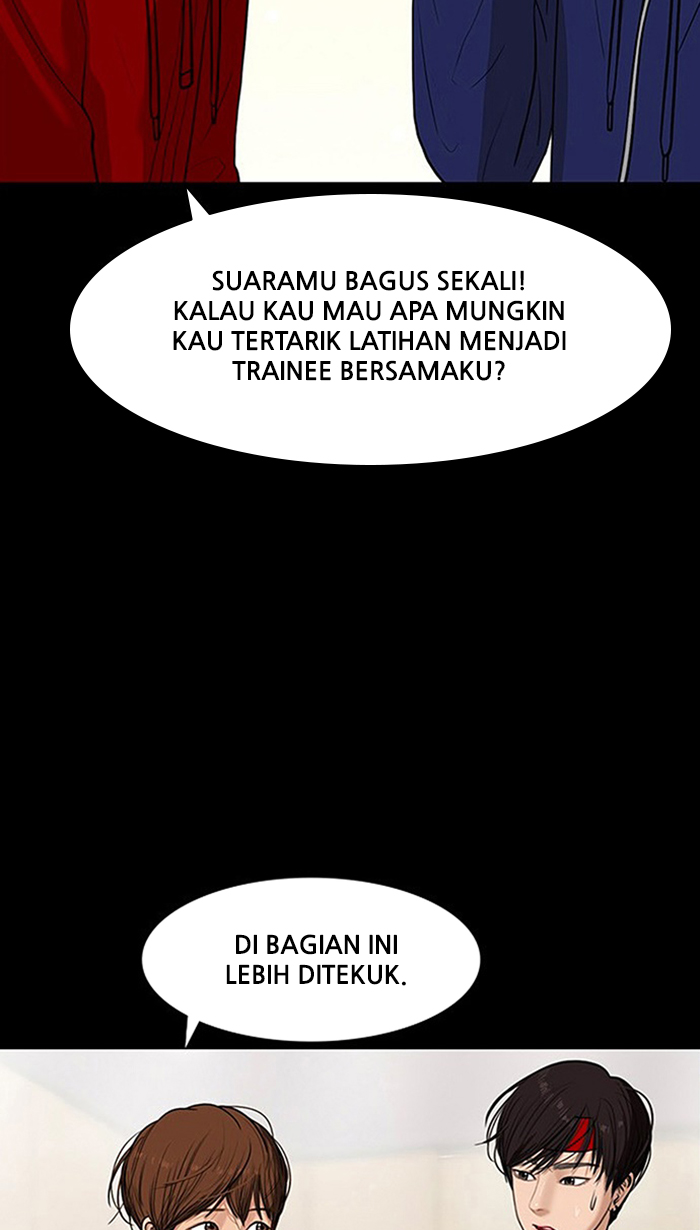 SUARAMU BAGUS SEKALI!
KALAU KAU MAU APA MUNGKIN
KAU TERTARIK LATIHAN MENJADI
TRAINEE BERSAMAKU?
DI BAGIAN INI
LEBIH DITEKUK.